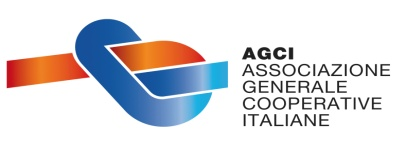 AGCI
ASSOCIAZIONE
GENERALE
COOPERATIVE
ITALIANE